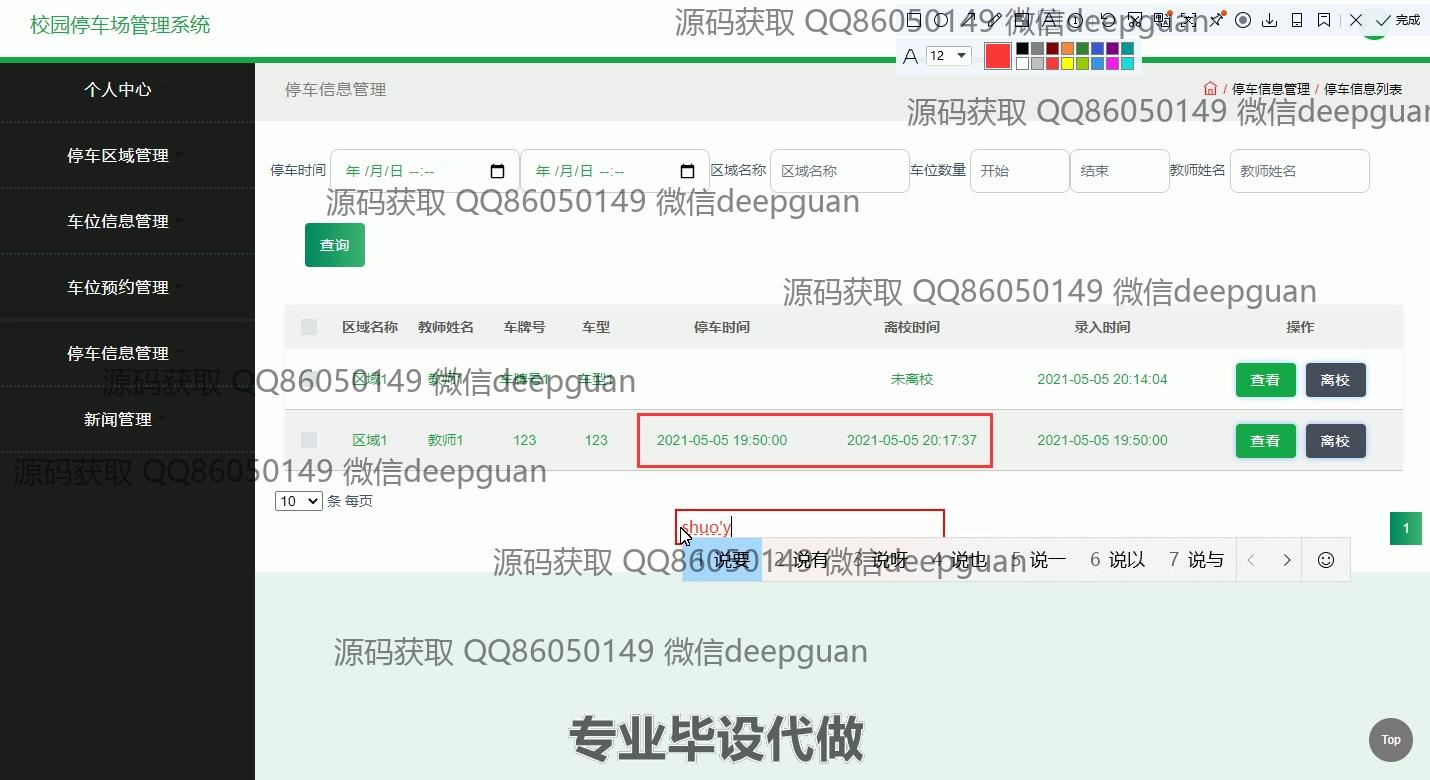 校园停车场管理系统
源码获取 QQ86050149 微信deepguan
完成
12
个人中心
停车信息管理
/ 停车信息管理 / 停车信息列表
源码获取 QQ86050149 微信deepguan
停车区域管理
停车时间 年 /月/日 --:-- 年 /月/日 --:-- 区域名称 区域名称 车位数量 开始 结束 教师姓名 教师姓名
源码获取 QQ86050149 微信deepguan
车位信息管理
查询
车位预约管理
源码获取 QQ86050149 微信deepguan
区域名称 教师姓名 车牌号 车型 停车时间 离校时间 录入时间 操作
停车信息管理
源码获取 QQ86050149 微信deepguan
区域1 教师1 车牌号1 车型1 未离校 2021-05-05 20:14:04 查看 离校
新闻管理
区域1 教师1 123 123 2021-05-05 19:50:00 2021-05-05 20:17:37 2021-05-05 19:50:00 查看 离校
源码获取 QQ86050149 微信deepguan
10 条 每页
shuo'y
1
1 说要 2 说有 3 说呀 4 说也 5 说一 6 说以 7 说与
源码获取 QQ86050149 微信deepguan
源码获取 QQ86050149 微信deepguan
专业毕设代做
Top